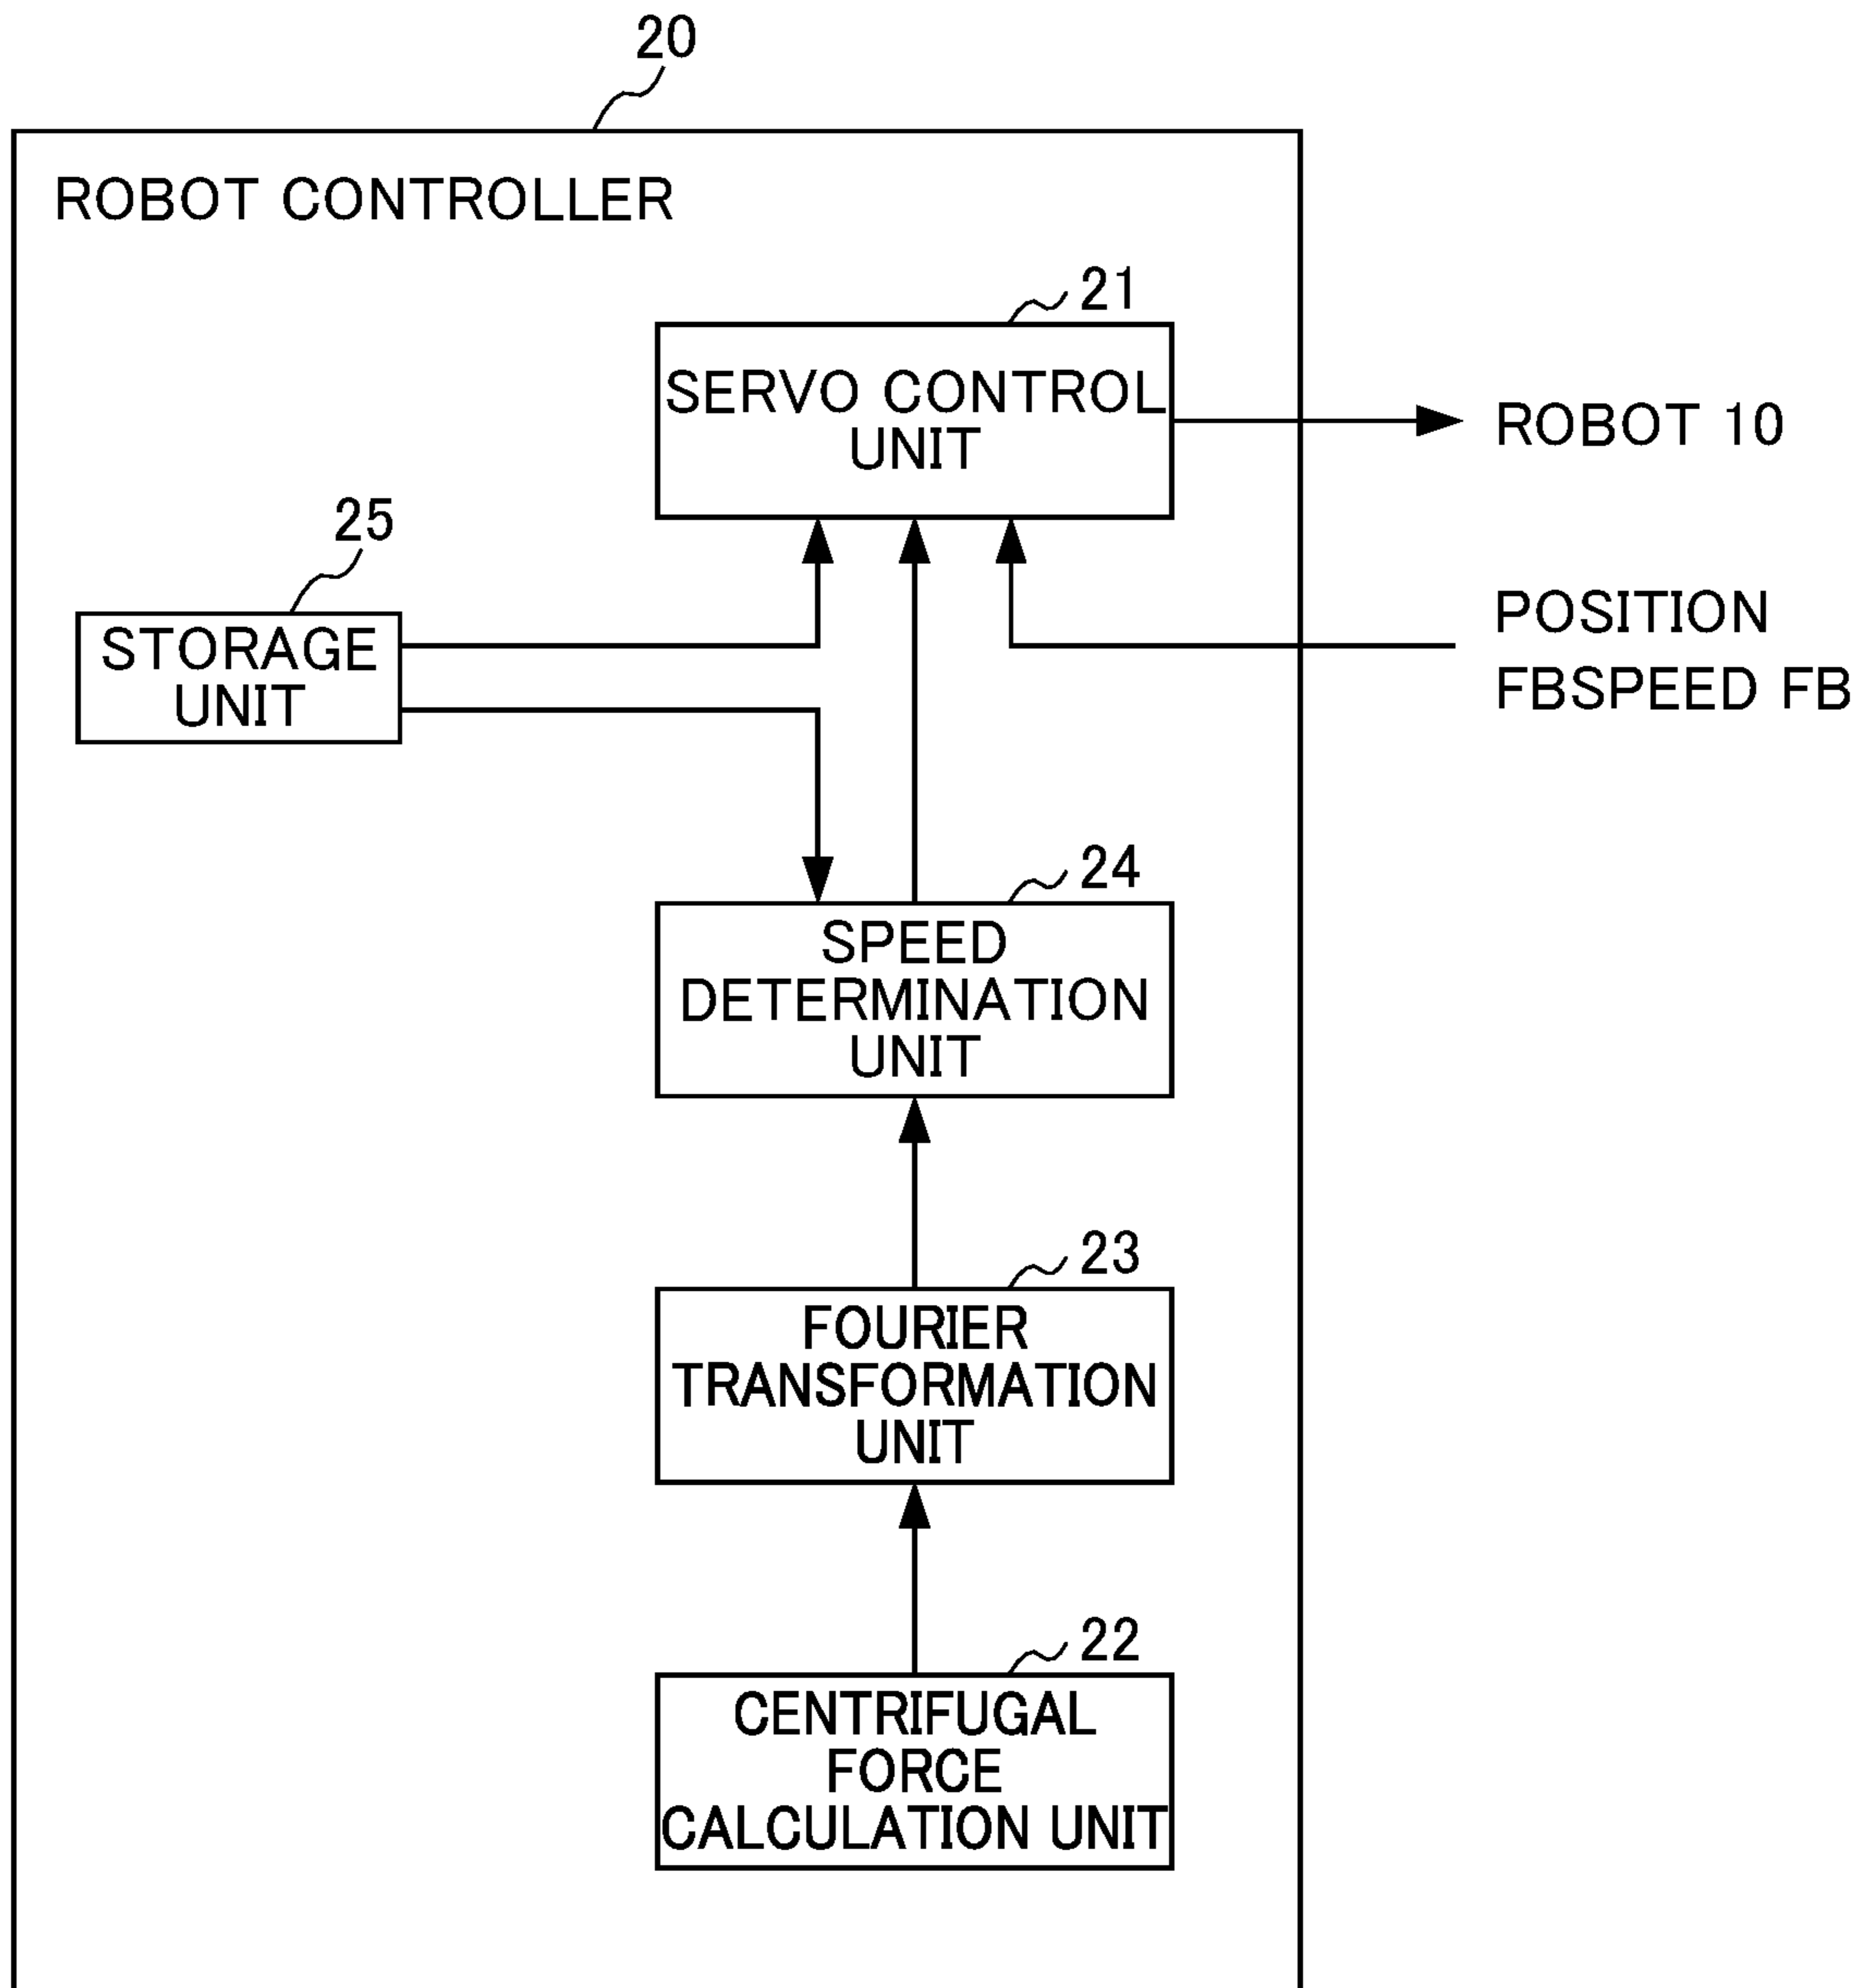 20
ROBOT CONTROLLER
21
SERVO CONTROL
UNIT
ROBOT 10
25
STORAGE
UNIT
POSITION
FBSPEED FB
24
SPEED
DETERMINATION
UNIT
23
FOURIER
TRANSFORMATION
UNIT
22
CENTRIFUGAL
FORCE
CALCULATION UNIT